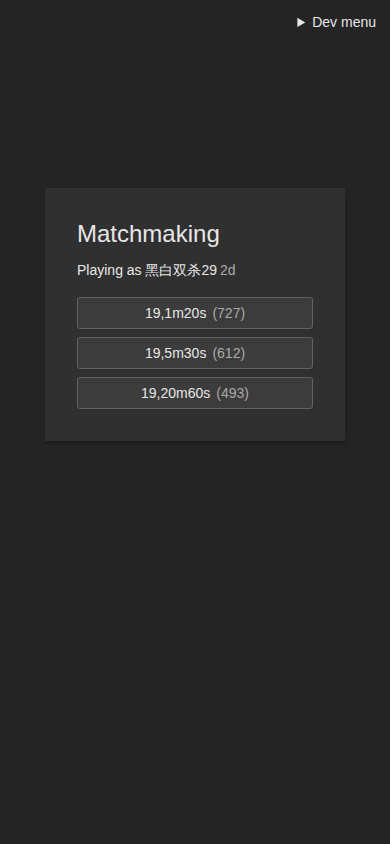 ▶ Dev menu
Matchmaking
Playing as 黑白双杀29 2d
19,1m20s (727)
19,5m30s (612)
19,20m60s (493)